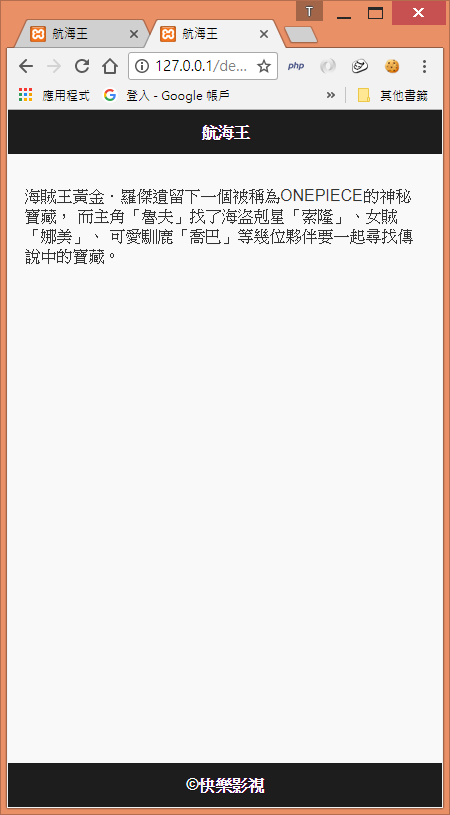 T
航海王
航海王
127.0.0.1/de...
php
應用程式
登入 - Google 帳戶
»
其他書籤
航海王
海賊王黃金．羅傑遺留下一個被稱為ONEPIECE的神秘
寶藏， 而主角「魯夫」找了海盜剋星「索隆」、女賊
「娜美」、 可愛馴鹿「喬巴」等幾位夥伴要一起尋找傳
說中的寶藏。
©快樂影視